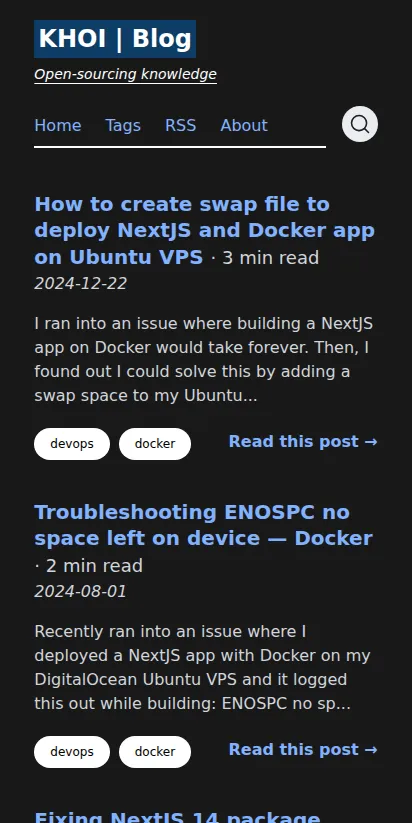 KHOI | Blog
Open-sourcing knowledge
Home Tags RSS About
How to create swap file to
deploy NextJS and Docker app
on Ubuntu VPS · 3 min read
2024-12-22
I ran into an issue where building a NextJS
app on Docker would take forever. Then, I
found out I could solve this by adding a
swap space to my Ubuntu...
devops docker Read this post →
Troubleshooting ENOSPC no
space left on device — Docker
· 2 min read
2024-08-01
Recently ran into an issue where I
deployed a NextJS app with Docker on my
DigitalOcean Ubuntu VPS and it logged
this out while building: ENOSPC no sp...
devops docker Read this post →
Fixing NextJS 14 package